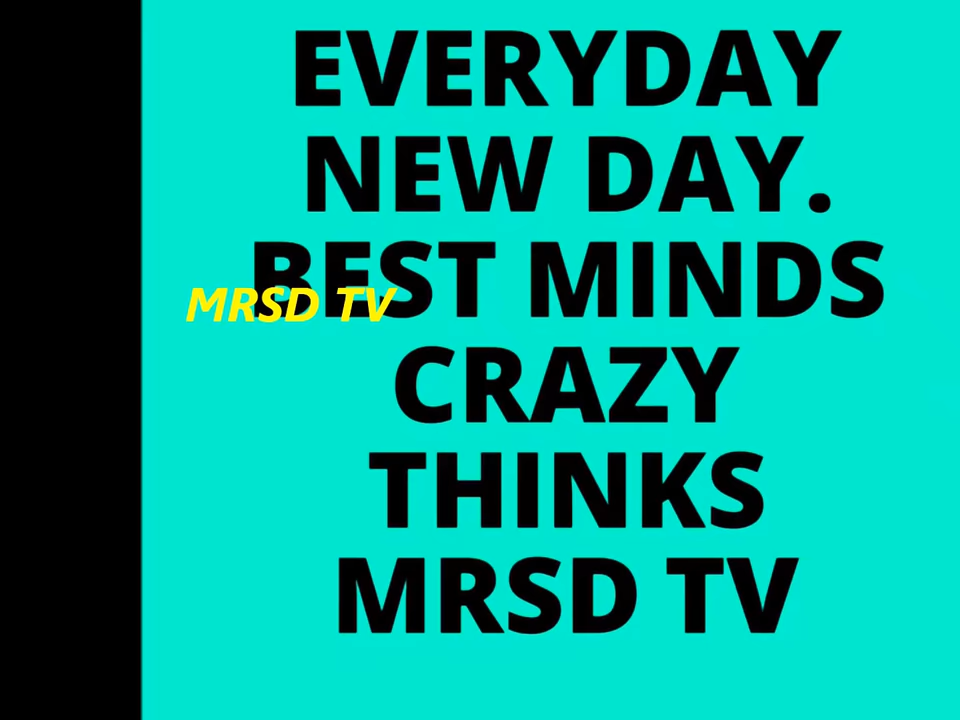 EVERYDAY
NEW DAY.
BEST MINDS
MRSD TV
CRAZY
THINKS
MRSD TV